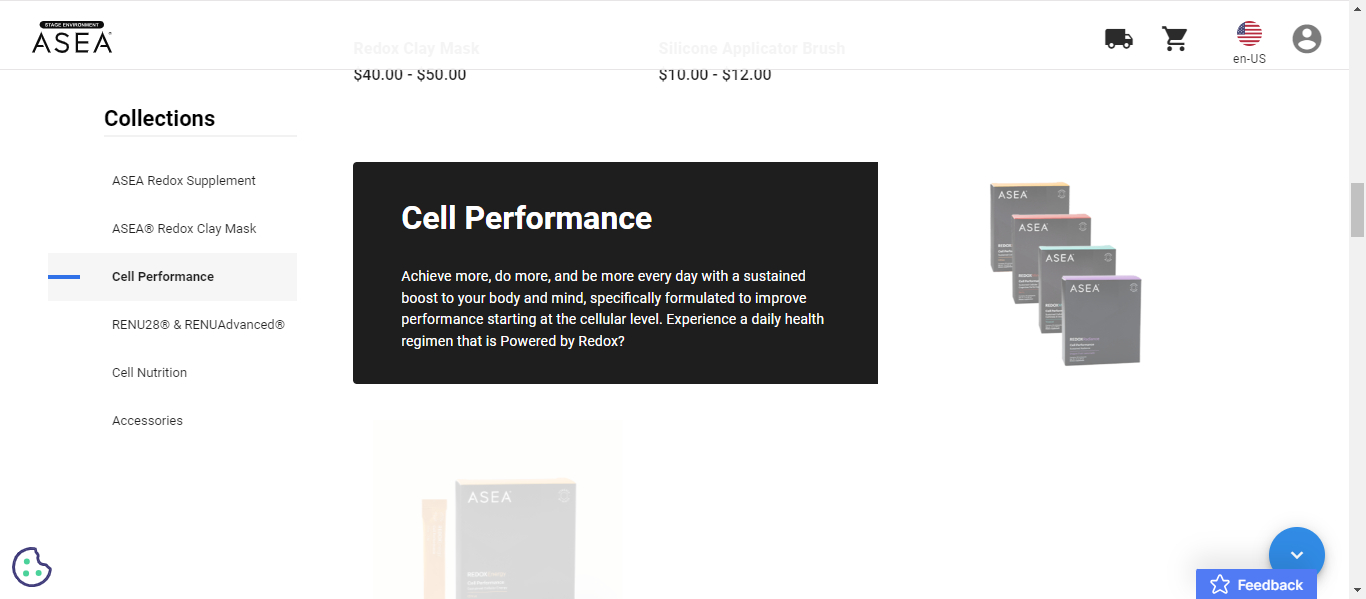 STAGE ENVIRONMENT
ASEA
en-US
Redox Clay Mask
Silicone Applicator Brush
$40.00 - $50.00
$10.00 - $12.00
Collections
ASEA Redox Supplement
ASEA® Redox Clay Mask
Cell Performance
RENU28® & RENUAdvanced®
Cell Nutrition
Accessories
Cell Performance
Achieve more, do more, and be more every day with a sustained
boost to your body and mind, specifically formulated to improve
performance starting at the cellular level. Experience a daily health
regimen that is Powered by Redox?
ASEA
ASEA
ASEA
ASEA
Cell Performance
ASEA
Cell Performance
Feedback